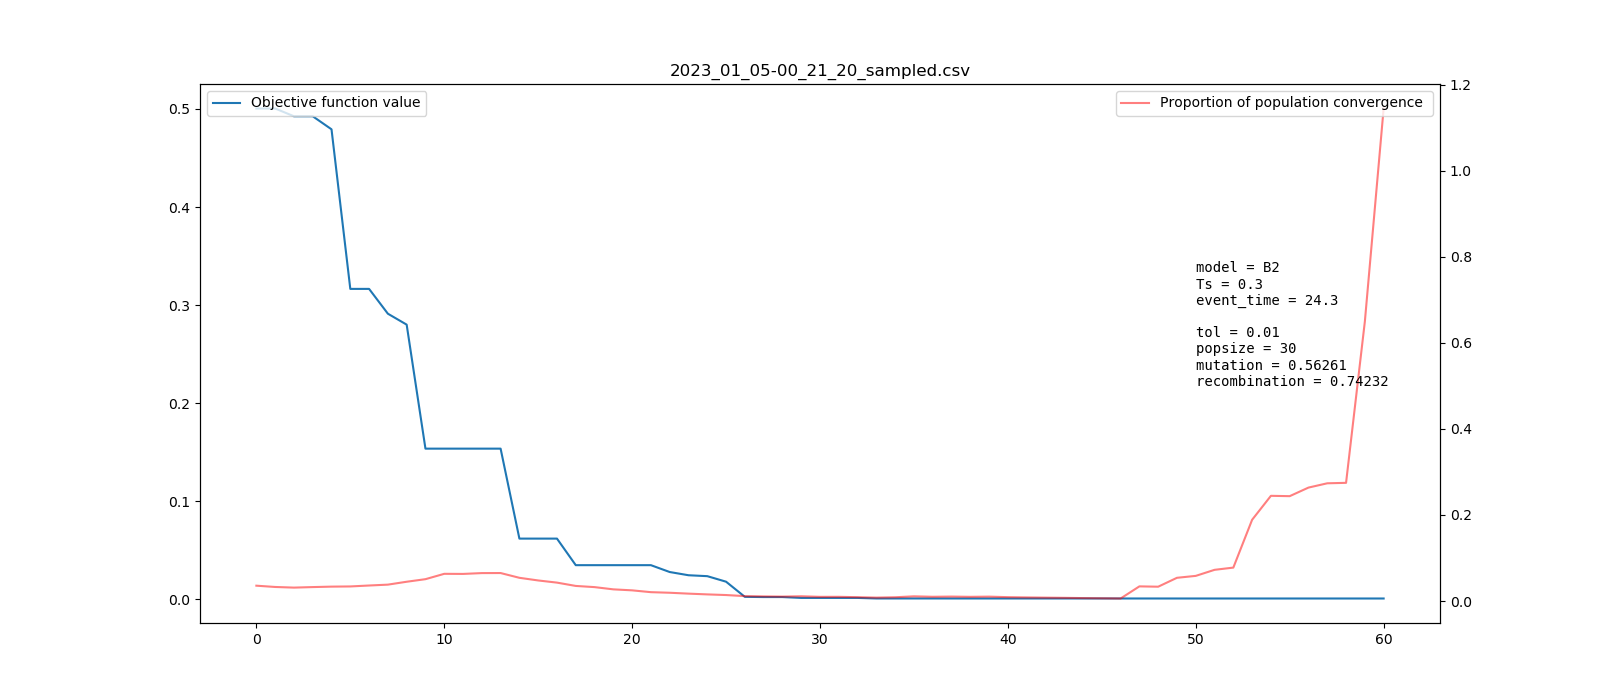 2023_01_05-00_21_20_sampled.csv
Objective function value
Proportion of population convergence
0.5
0.4
0.3
0.2
0.1
0.0
1.2
1.0
0.8
0.6
0.4
0.2
0.0
model = B2
Ts = 0.3
event_time = 24.3
tol = 0.01
popsize = 30
mutation = 0.56261
recombination = 0.74232
0
10
20
30
40
50
60